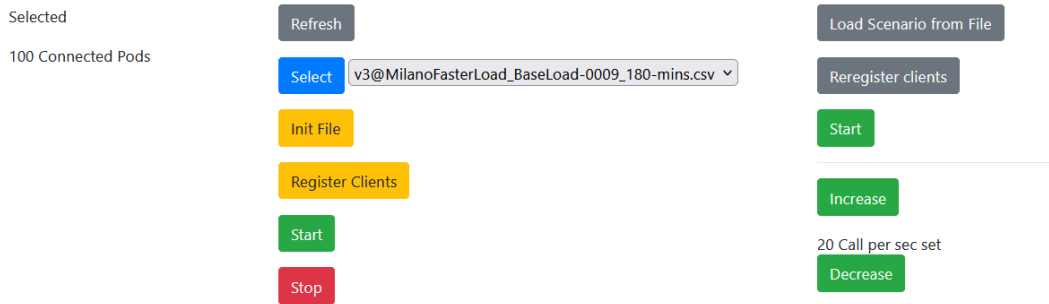 Selected
100 Connected Pods
Refresh
Select v3@MilanoFasterLoad_BaseLoad-0009_180-mins.csv
Init File
Register Clients
Start
Stop
Load Scenario from File
Reregister clients
Start
Increase
20 Call per sec set
Decrease